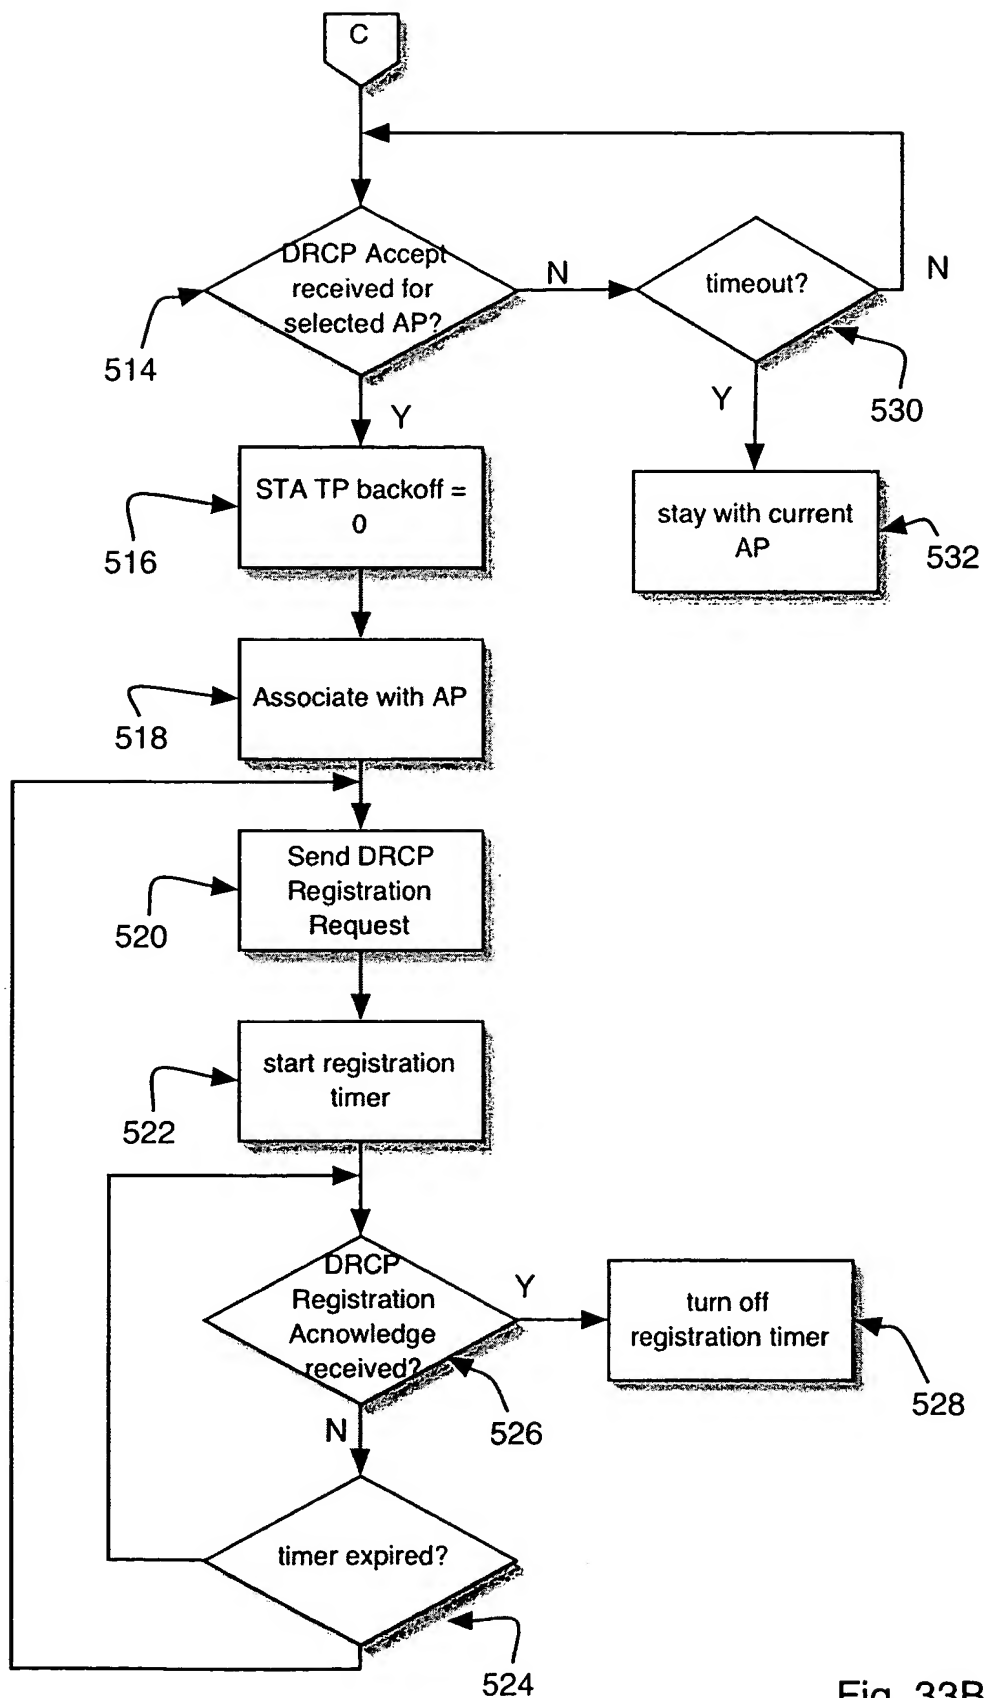 C
DRCP Accept
received for
selected AP?
N
timeout?
N
514
530
Y
Y
STA TP backoff =
0
516
stay with current
AP
532
Associate with AP
518
Send DRCP
Registration
Request
520
start registration
timer
522
DRCP
Registration
Acnowledge
received?
Y
turn off
registration timer
526
528
N
timer expired?
524
Fig. 33B